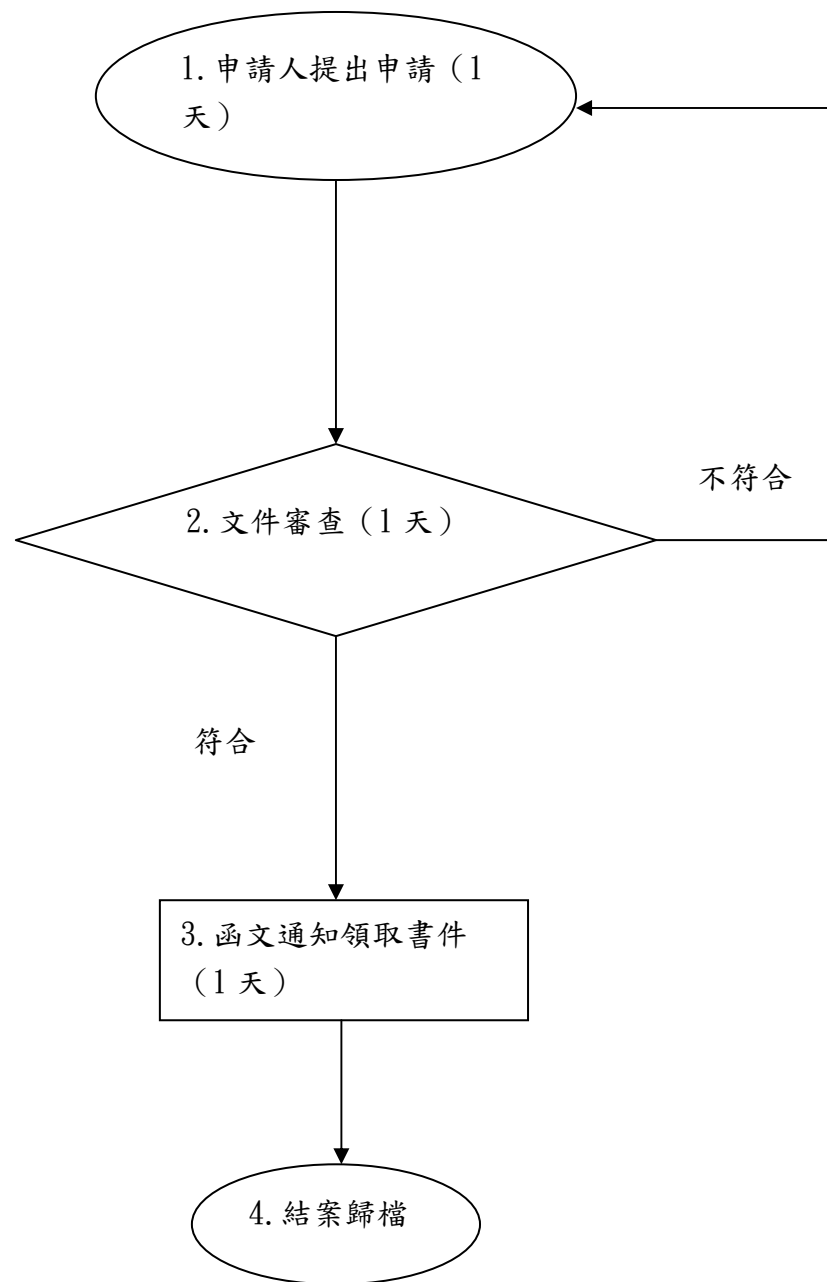 1.申請人提出申請（1
天）
2.文件審查（1 天）
不符合
符合
3.函文通知領取書件
（1 天）
4.結案歸檔